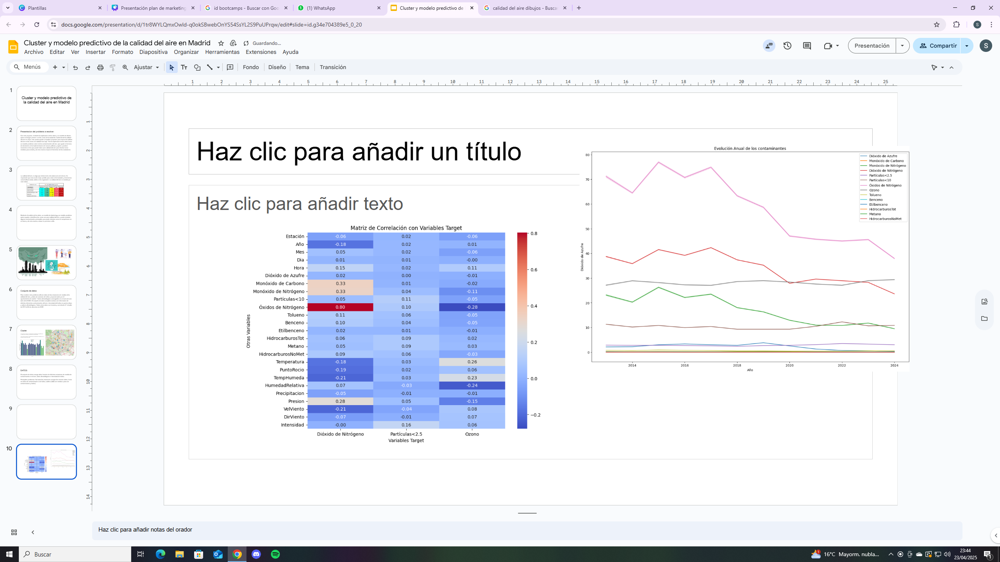 Plantillas
Presentación plan de marketing
id bootcamps - Buscar con Goo
(1) WhatsApp
Cluster y modelo predictivo de
calidad del aire dibujos - Busca
docs.google.com/presentation/d/1tr8WYLQmxOwld-q0okSBwebOnYS54SsYL2S9PuUPrqw/edit#slide=id.g34e704389e5_0_20
Cluster y modelo predictivo de la calidad del aire en Madrid
Guardando...
Archivo Editar Ver Insertar Formato Diapositiva Organizar Herramientas Extensiones Ayuda
Presentación
Compartir
S
Menús
Ajustar
Fondo
Diseño
Tema
Transición
1 2 3 4 5 6 7 8 9 10 11 12 13 14 15 16 17 18 19 20 21 22 23 24 25
1
Cluster y modelo predictivo de
la calidad del aire en Madrid
2
Presentacion del problema a resolver:
3
4
5
6
Conjunto de datos
7
Cluster
8
DATOS
9
10
Haz clic para añadir un título
Haz clic para añadir texto
Matriz de Correlación con Variables Target
Otras Variables
Estación -0.06 0.02 -0.06
Año -0.18 0.02 0.01
Mes 0.05 0.02 -0.06
Dia 0.01 0.01 -0.00
Hora 0.15 0.02 0.11
Dióxido de Azufre 0.02 0.00 -0.01
Monóxido de Carbono 0.33 0.01 -0.02
Monóxido de Nitrógeno 0.33 0.04 -0.11
Partículas<10 0.05 0.11 -0.05
Óxidos de Nitrógeno 0.80 0.10 -0.28
Tolueno 0.11 0.06 -0.05
Benceno 0.10 0.04 -0.05
Etilbenceno 0.02 0.01 -0.01
HidrocarburosTot 0.06 0.09 0.02
Metano 0.05 0.09 0.03
HidrocarburosNoMet 0.09 0.06 -0.03
Temperatura -0.18 0.03 0.26
PuntoRocio -0.19 0.02 0.06
TempHumeda -0.21 0.03 0.23
HumedadRelativa 0.07 -0.03 -0.24
Precipitacion -0.05 -0.01 -0.01
Presion 0.28 0.05 -0.15
VelViento -0.21 -0.04 0.08
DirViento -0.07 -0.01 0.07
Intensidad -0.00 0.16 0.06
Dióxido de Nitrógeno Partículas<2.5 Ozono
Variables Target
0.8
0.6
0.4
0.2
0.0
−0.2
Evolución Anual de los contaminantes
Dióxido de Azufre
80
70
60
50
40
30
20
10
0
2014 2016 2018 2020 2022 2024
Año
Dióxido de Azufre
Monóxido de Carbono
Monóxido de Nitrógeno
Dióxido de Nitrógeno
Partículas<2.5
Partículas<10
Óxidos de Nitrógeno
Ozono
Tolueno
Benceno
Etilbenceno
HidrocarburosTot
Metano
HidrocarburosNoMet
1
2
3
4
5
6
7
8
9
10
11
12
13
14
Haz clic para añadir notas del orador
Buscar
1
16°C Mayorm. nubla...
23:44
23/04/2025
1